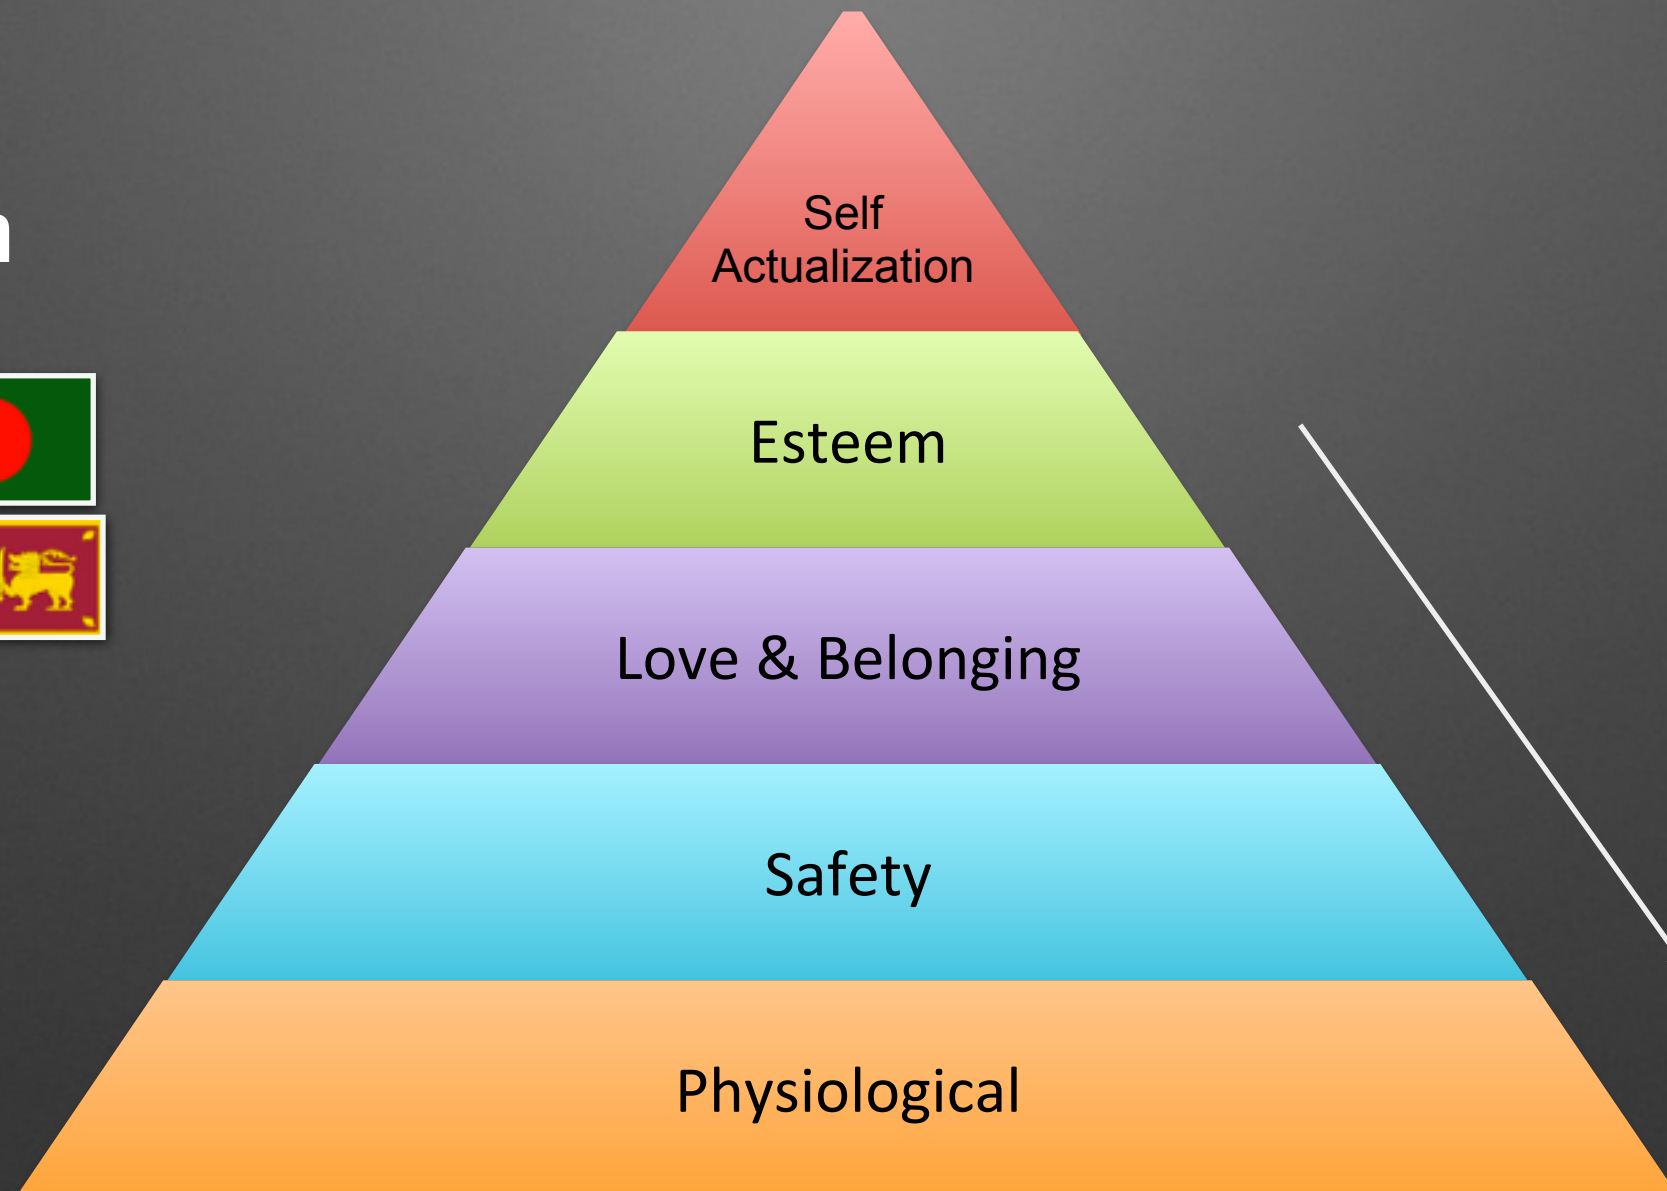 Self
Actualization
Esteem
Love & Belonging
Safety
Physiological